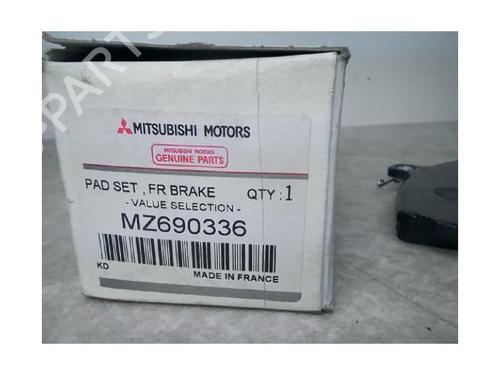 MITSUBISHI MOTORS
MITSUBISHI MOTORS
GENUINE PARTS
PAD SET , FR BRAKE QTY : 1
- VALUE SELECTION -
MZ690336
KD
MADE IN FRANCE
PARTS